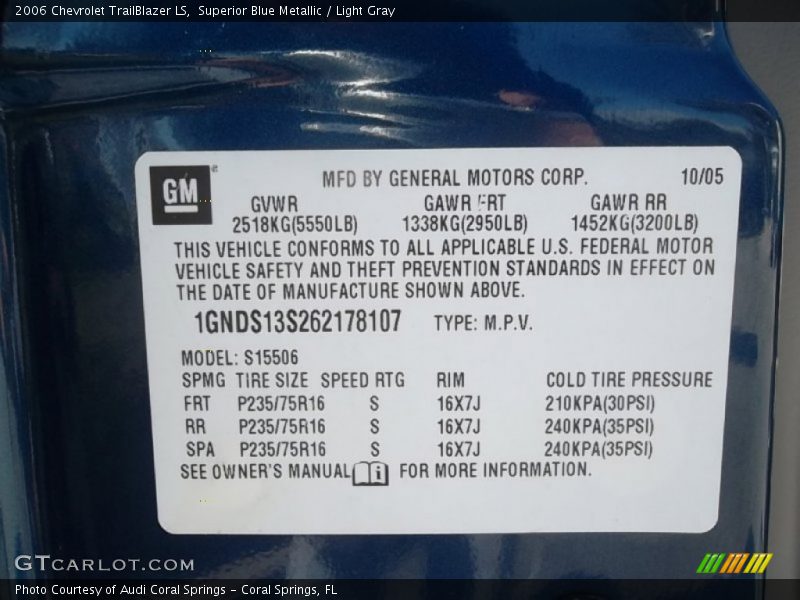 2006 Chevrolet TrailBlazer LS, Superior Blue Metallic / Light Gray
GM
MFD BY GENERAL MOTORS CORP. 10/05
GVWR GAWR FRT GAWR RR
2518KG(5550LB) 1338KG(2950LB) 1452KG(3200LB)
THIS VEHICLE CONFORMS TO ALL APPLICABLE U.S. FEDERAL MOTOR
VEHICLE SAFETY AND THEFT PREVENTION STANDARDS IN EFFECT ON
THE DATE OF MANUFACTURE SHOWN ABOVE.
1GNDS13S262178107 TYPE: M.P.V.
MODEL: S15506
SPMG TIRE SIZE SPEED RTG RIM COLD TIRE PRESSURE
FRT P235/75R16 S 16X7J 210KPA(30PSI)
RR P235/75R16 S 16X7J 240KPA(35PSI)
SPA P235/75R16 S 16X7J 240KPA(35PSI)
SEE OWNER'S MANUAL i FOR MORE INFORMATION.
GTCARLOT.COM
Photo Courtesy of Audi Coral Springs - Coral Springs, FL